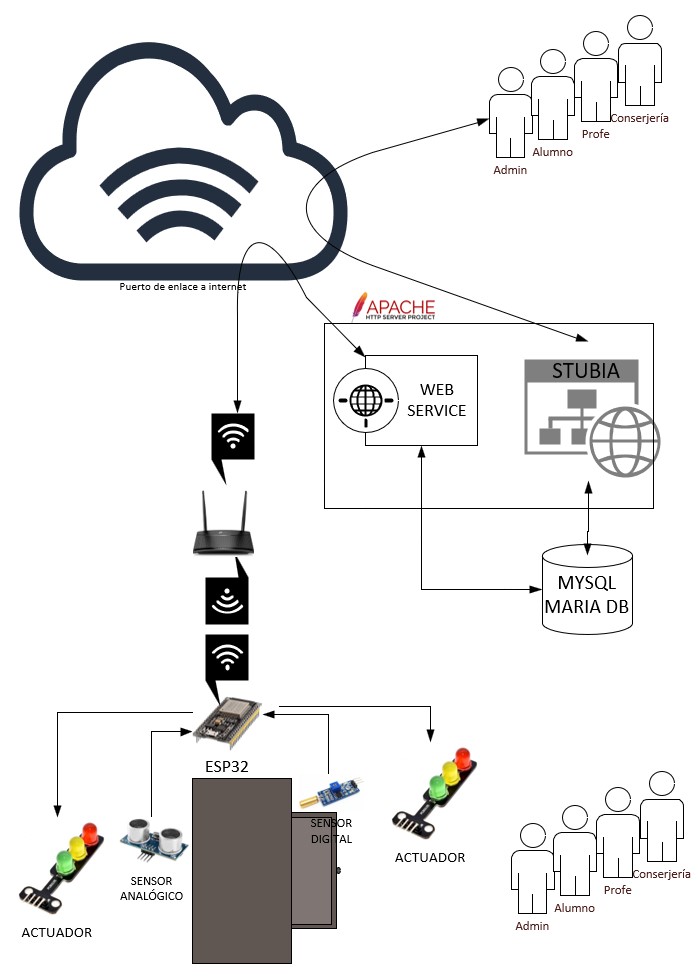 Conserjería
Profe
Alumno
Admin
Puerto de enlace a internet
APACHE
HTTP SERVER PROJECT
STUBIA
WEB
SERVICE
MYSQL
MARIA DB
ESP32
SENSOR
DIGITAL
ACTUADOR
SENSOR
ANALÓGICO
ACTUADOR
Conserjería
Profe
Alumno
Admin